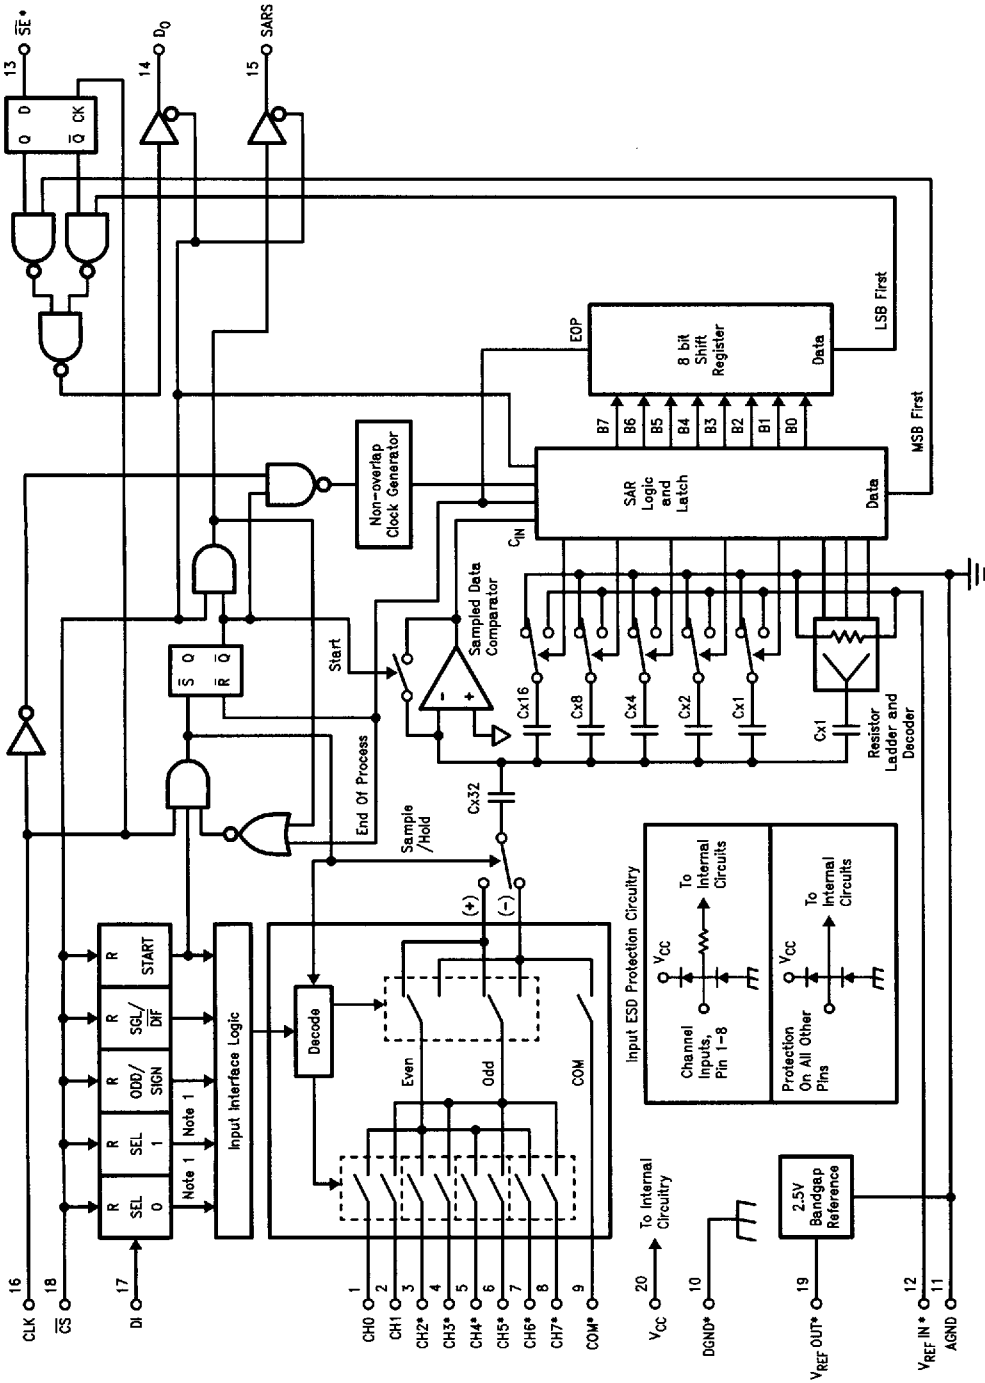 CLK
16
C̅S̅
18
DI
17
R
SEL
0
R
SEL
1
R
ODD/
SIGN
R
SGL/
D̅I̅F̅
R
START
Note 1
Note 1
Input Interface Logic
Decode
CH0
1
CH1
2
CH2*
3
CH3*
4
CH4*
5
CH5*
6
CH6*
7
CH7*
8
COM*
9
Even
Odd
COM
(+)
(-)
Sample
/Hold
End Of Process
Start
S̅
Q
R̅
Q̅
Q
D
Q̅
CK
13
S̅E̅*
14
D0
15
SARS
Non-overlap
Clock Generator
Sampled Data
Comparator
-
+
CIN
Cx32
Cx16
Cx8
Cx4
Cx2
Cx1
Cx1
Resistor
Ladder and
Decoder
SAR
Logic
and
Latch
Data
B7
B6
B5
B4
B3
B2
B1
B0
EOP
8 bit
Shift
Register
Data
LSB First
MSB First
VCC
20
To Internal
Circuitry
DGND*
10
VREF OUT*
19
2.5V
Bandgap
Reference
VREF IN*
12
AGND
11
Input ESD Protection Circuitry
Channel
Inputs,
Pin 1-8
VCC
To
Internal
Circuits
Protection
On All Other
Pins
VCC
To
Internal
Circuits